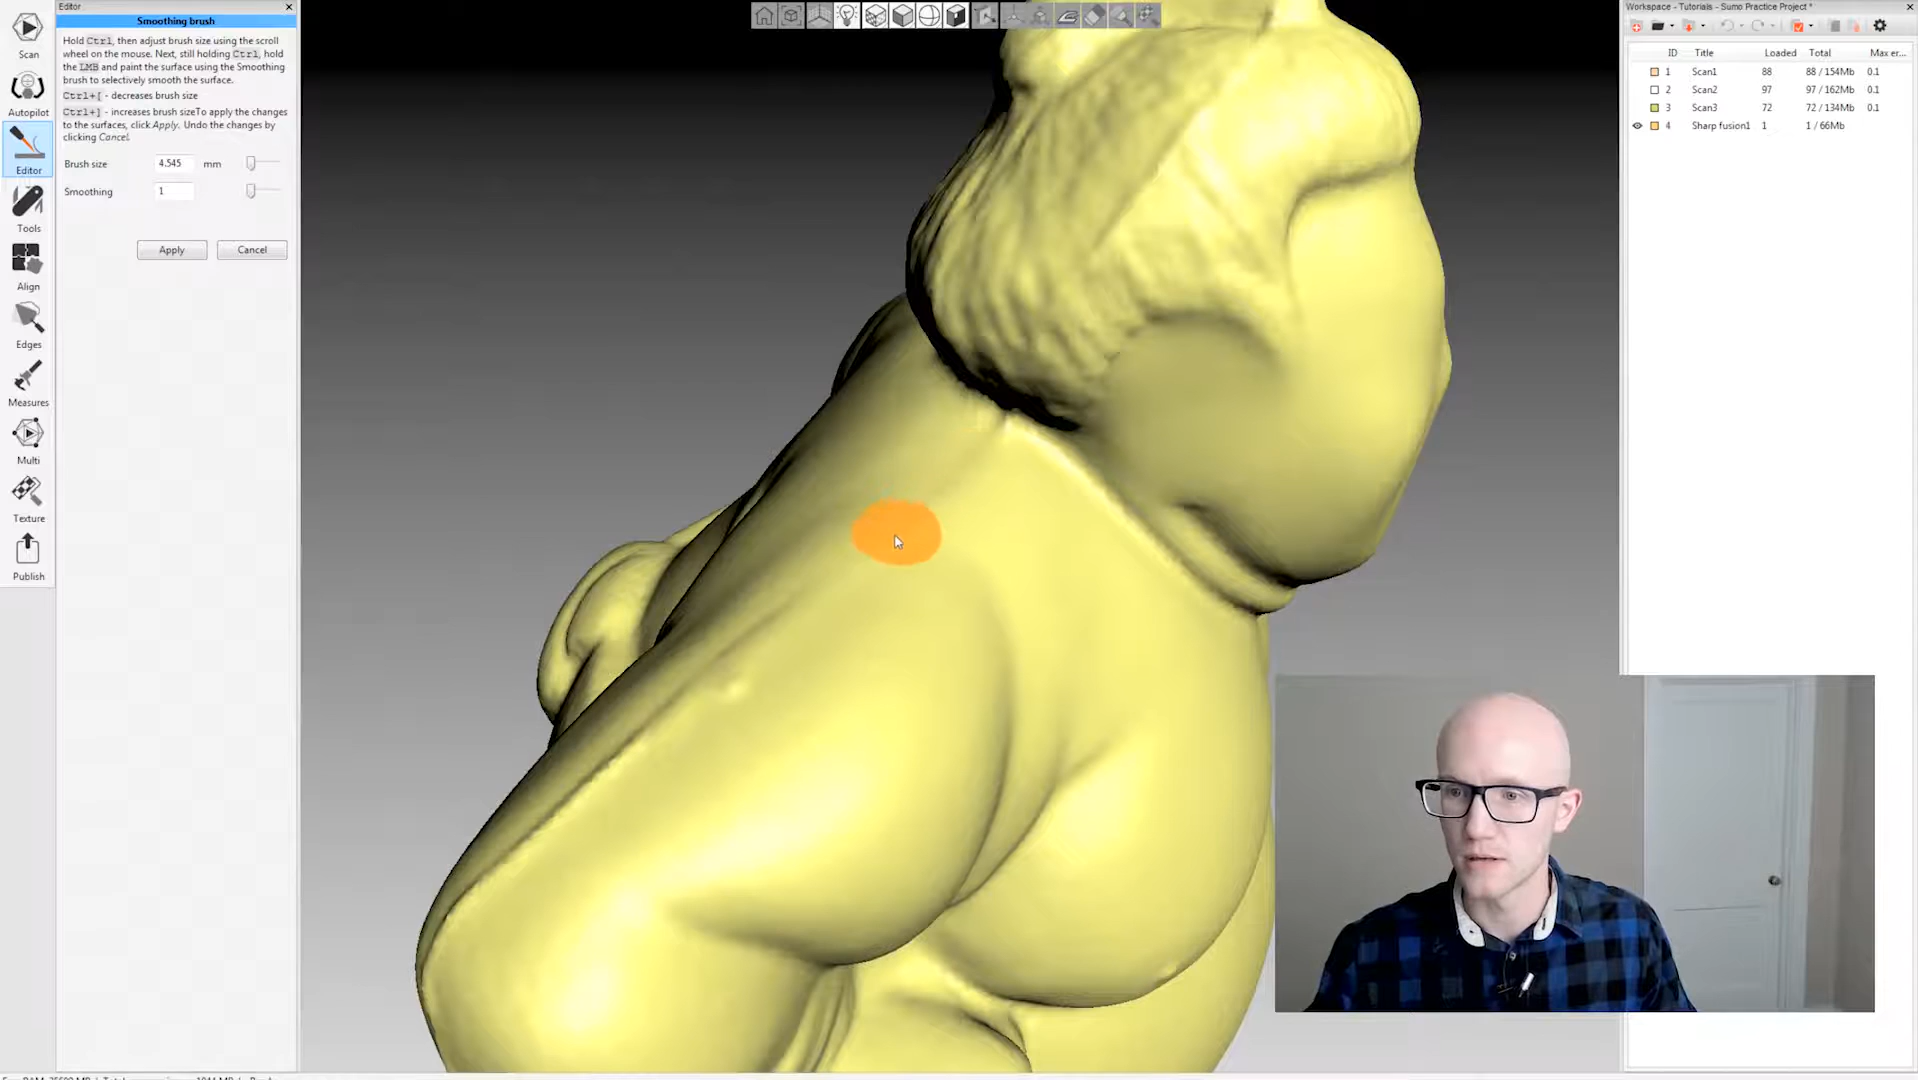 Editor
Smoothing brush
Hold Ctrl, then adjust brush size using the scroll
wheel on the mouse. Next, still holding Ctrl, hold
the LMB and paint the surface using the Smoothing
brush to selectively smooth the surface.
Ctrl+[ - decreases brush size
Ctrl+] - increases brush sizeTo apply the changes
to the surfaces, click Apply. Undo the changes by
clicking Cancel.
Brush size 4.545 mm
Smoothing 1
Apply Cancel
Scan
Autopilot
Editor
Tools
Align
Edges
Measures
Multi
Texture
Publish
Workspace - Tutorials - Sumo Practice Project *
ID Title Loaded Total Max er...
1 Scan1 88 88 / 154Mb 0.1
2 Scan2 97 97 / 162Mb 0.1
3 Scan3 72 72 / 134Mb 0.1
4 Sharp fusion1 1 1 / 66Mb